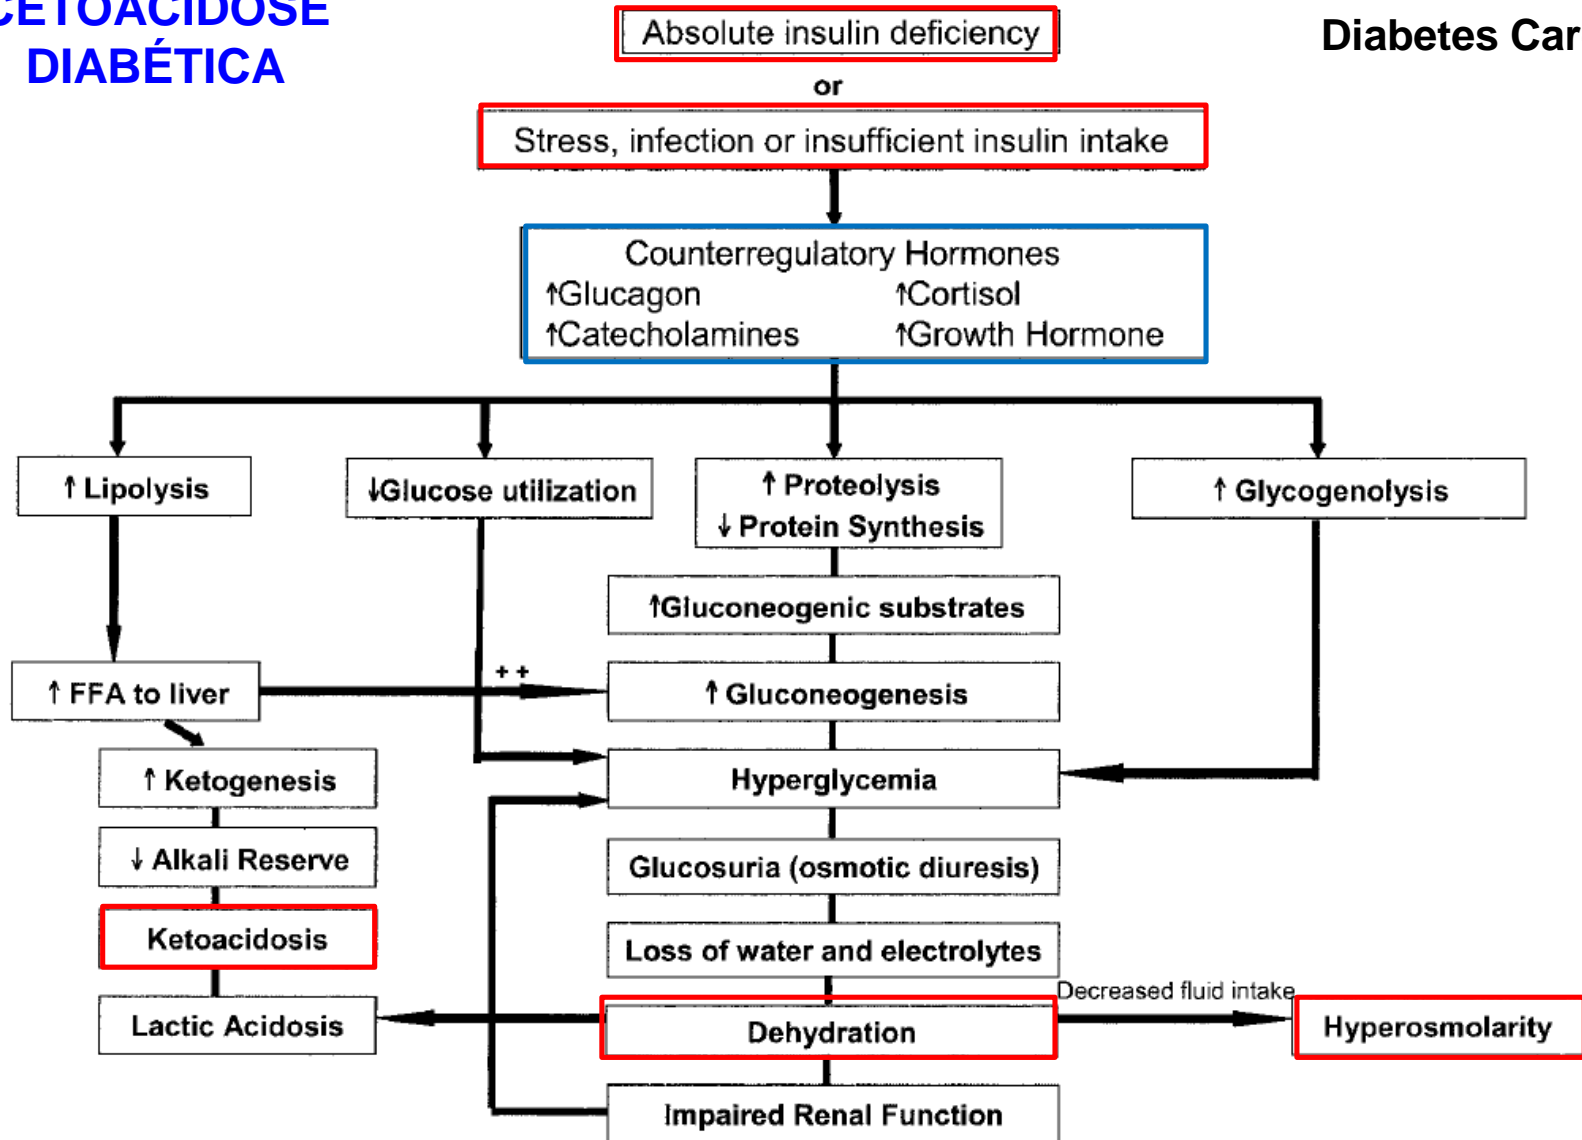 CETOACIDOSE
DIABÉTICA
Diabetes Car
Absolute insulin deficiency
or
Stress, infection or insufficient insulin intake
Counterregulatory Hormones
↑Glucagon ↑Cortisol
↑Catecholamines ↑Growth Hormone
↑ Lipolysis
↓Glucose utilization
↑ Proteolysis
↓ Protein Synthesis
↑ Glycogenolysis
↑Gluconeogenic substrates
↑ FFA to liver
++
↑ Gluconeogenesis
↑ Ketogenesis
Hyperglycemia
↓ Alkali Reserve
Glucosuria (osmotic diuresis)
Ketoacidosis
Loss of water and electrolytes
Lactic Acidosis
Dehydration
Decreased fluid intake
Hyperosmolarity
Impaired Renal Function